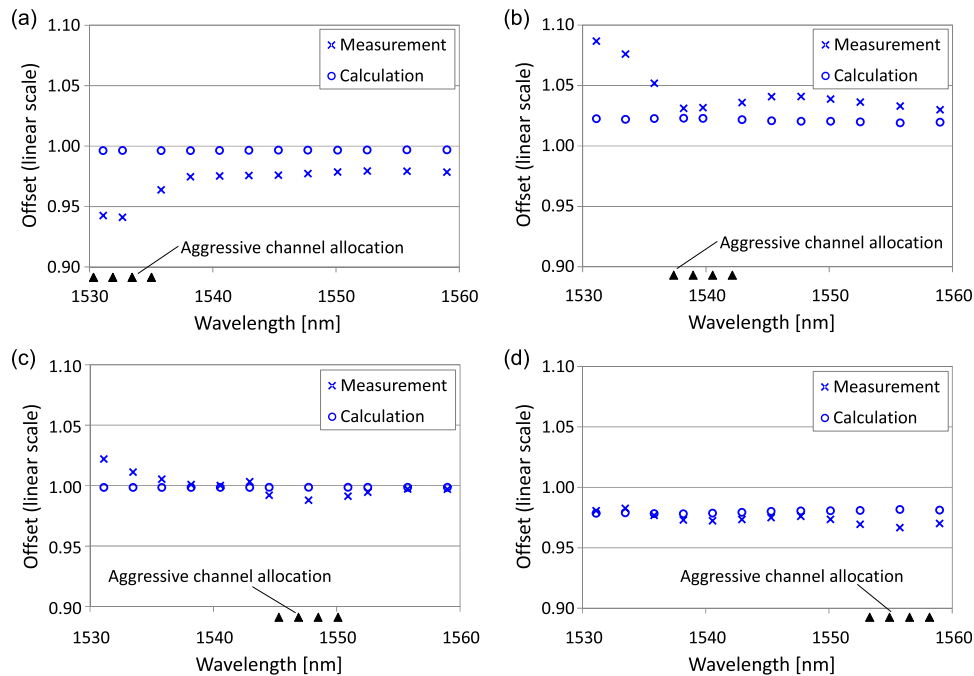 (a)
1.10
1.05
1.00
0.95
0.90
Offset (linear scale)
Measurement
Calculation
Aggressive channel allocation
1530 1540 1550 1560
Wavelength [nm]
(b)
1.10
1.05
1.00
0.95
0.90
Offset (linear scale)
Measurement
Calculation
Aggressive channel allocation
1530 1540 1550 1560
Wavelength [nm]
(c)
1.10
1.05
1.00
0.95
0.90
Offset (linear scale)
Measurement
Calculation
Aggressive channel allocation
1530 1540 1550 1560
Wavelength [nm]
(d)
1.10
1.05
1.00
0.95
0.90
Offset (linear scale)
Measurement
Calculation
Aggressive channel allocation
1530 1540 1550 1560
Wavelength [nm]